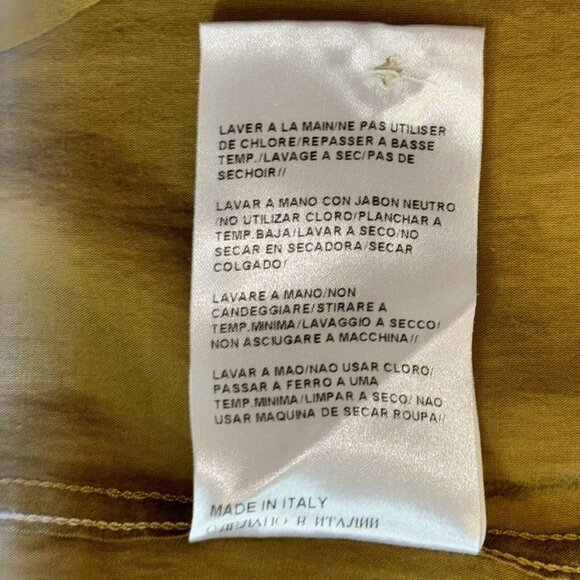 LAVER A LA MAIN/NE PAS UTILISER
DE CHLORE/REPASSER A BASSE
TEMP./LAVAGE A SEC/PAS DE
SECHOIR//
LAVAR A MANO CON JABON NEUTRO
/NO UTILIZAR CLORO/PLANCHAR A
TEMP.BAJA/LAVAR A SECO/NO
SECAR EN SECADORA/SECAR
COLGADO/
LAVARE A MANO/NON
CANDEGGIARE/STIRARE A
TEMP.MINIMA/LAVAGGIO A SECCO/
NON ASCIUGARE A MACCHINA//
LAVAR A MAO/NAO USAR CLORO/
PASSAR A FERRO A UMA
TEMP.MINIMA/LIMPAR A SECO/ NAO
USAR MAQUINA DE SECAR ROUPA//
MADE IN ITALY
СДЕЛАНО В ИТАЛИИ